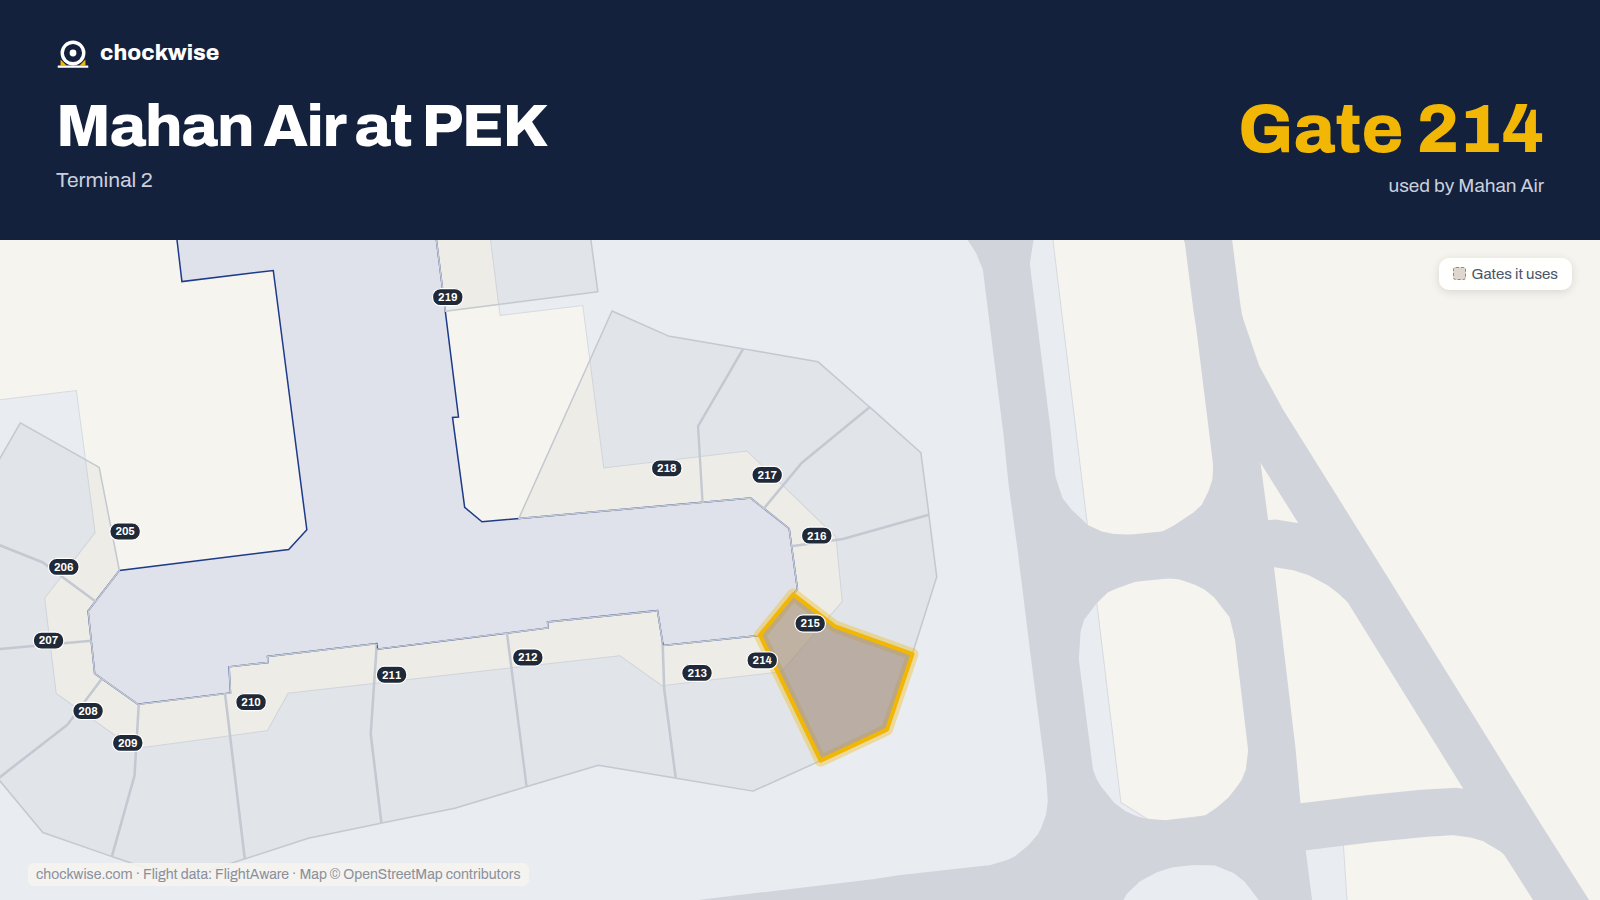 chockwise
Mahan Air at PEK
Terminal 2
Gate 214
used by Mahan Air
Gates it uses
219
218
217
205
216
206
215
207
212
214
213
211
210
208
209
chockwise.com · Flight data: FlightAware · Map © OpenStreetMap contributors